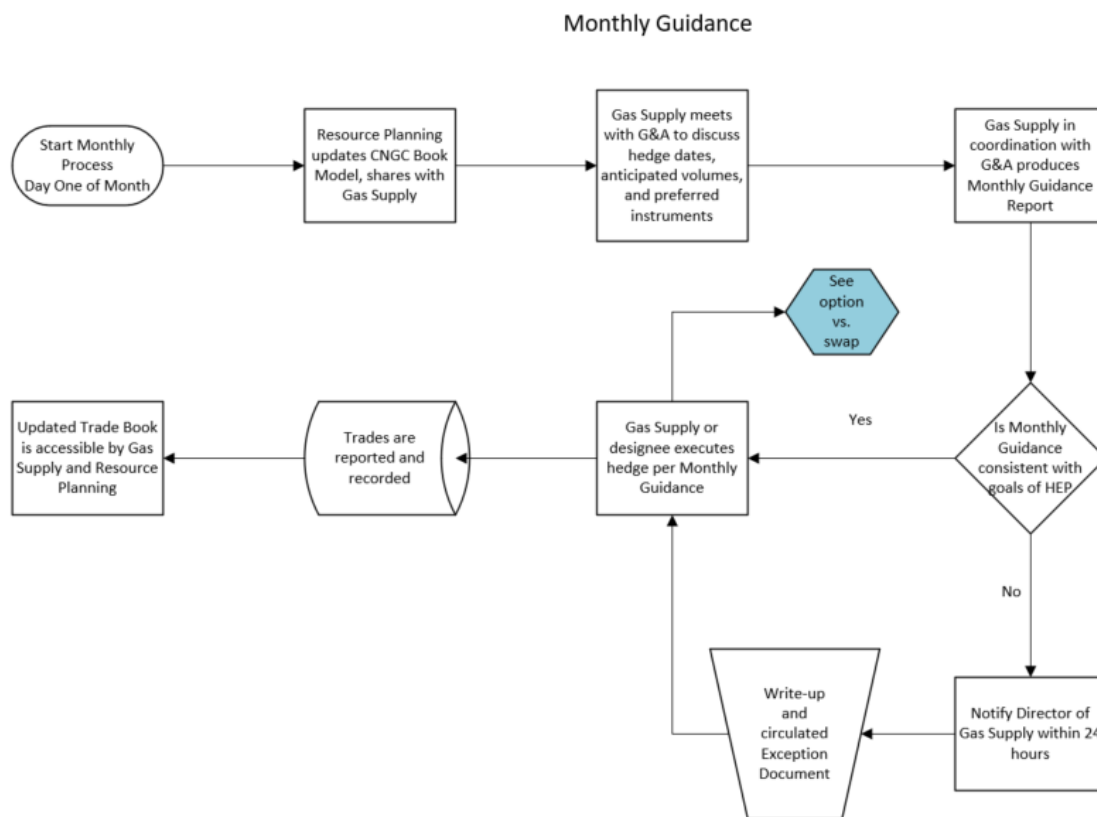 Monthly Guidance
Start Monthly
Process
Day One of Month
Resource Planning
updates CNGC Book
Model, shares with
Gas Supply
Gas Supply meets
with G&A to discuss
hedge dates,
anticipated volumes,
and preferred
instruments
Gas Supply in
coordination with
G&A produces
Monthly Guidance
Report
See
option
vs.
swap
Updated Trade Book
is accessible by Gas
Supply and Resource
Planning
Trades are
reported and
recorded
Gas Supply or
designee executes
hedge per Monthly
Guidance
Yes
Is Monthly
Guidance
consistent with
goals of HEP
No
Write-up
and
circulated
Exception
Document
Notify Director of
Gas Supply within 24
hours